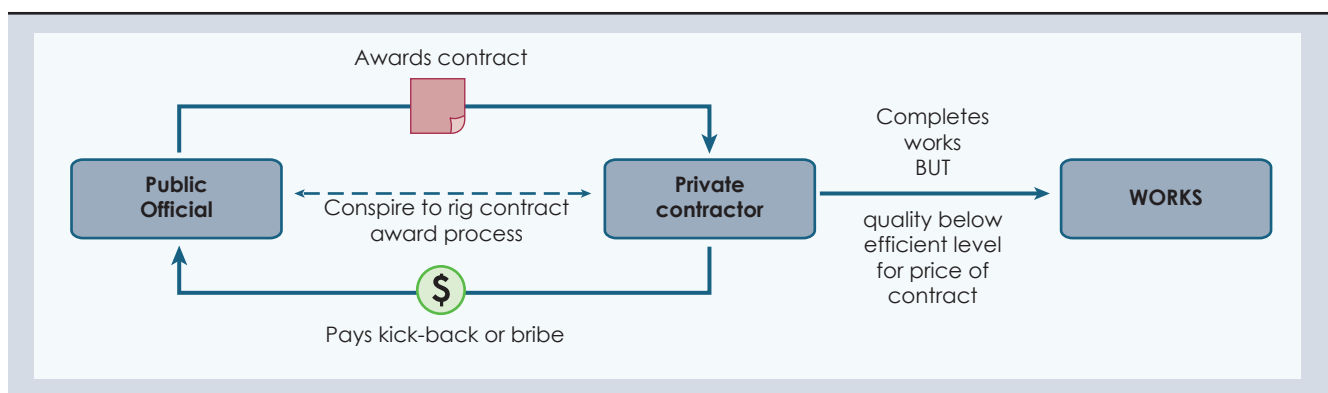 Awards contract
Public
Official
Conspire to rig contract
award process
Private
contractor
$
Pays kick-back or bribe
Completes
works
BUT
quality below
efficient level
for price of
contract
WORKS